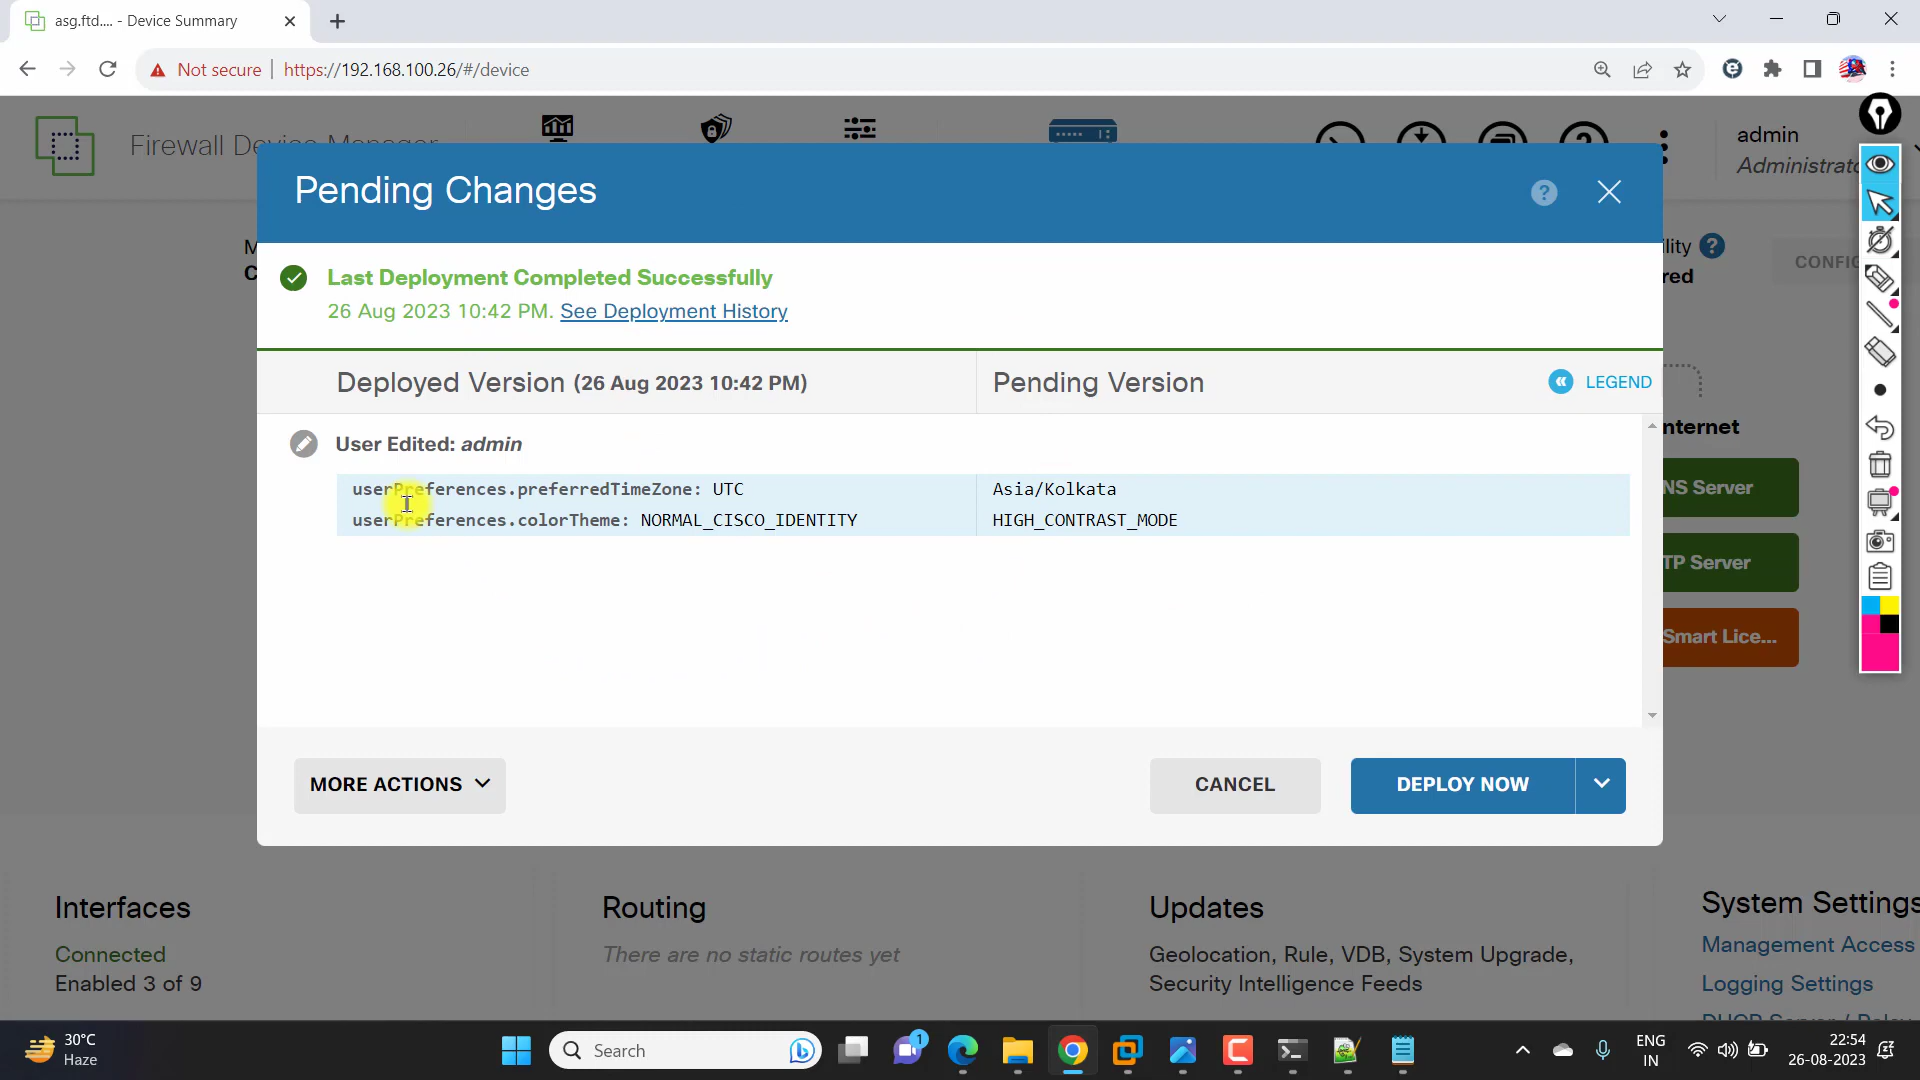 asg.ftd.... - Device Summary
Not secure
https://192.168.100.26/#/device
Firewall Device Manager
admin
Administrato
Pending Changes
?
M
C
lity ?
red
CONFIG
Last Deployment Completed Successfully
26 Aug 2023 10:42 PM. See Deployment History
Deployed Version (26 Aug 2023 10:42 PM)
Pending Version
LEGEND
nternet
User Edited: admin
userPreferences.preferredTimeZone: UTC
Asia/Kolkata
NS Server
userPreferences.colorTheme: NORMAL_CISCO_IDENTITY
HIGH_CONTRAST_MODE
TP Server
Smart Lice...
MORE ACTIONS
CANCEL
DEPLOY NOW
Interfaces
Connected
Enabled 3 of 9
Routing
There are no static routes yet
Updates
Geolocation, Rule, VDB, System Upgrade,
Security Intelligence Feeds
System Settings
Management Access
Logging Settings
30°C
Haze
Search
1
ENG
IN
22:54
26-08-2023